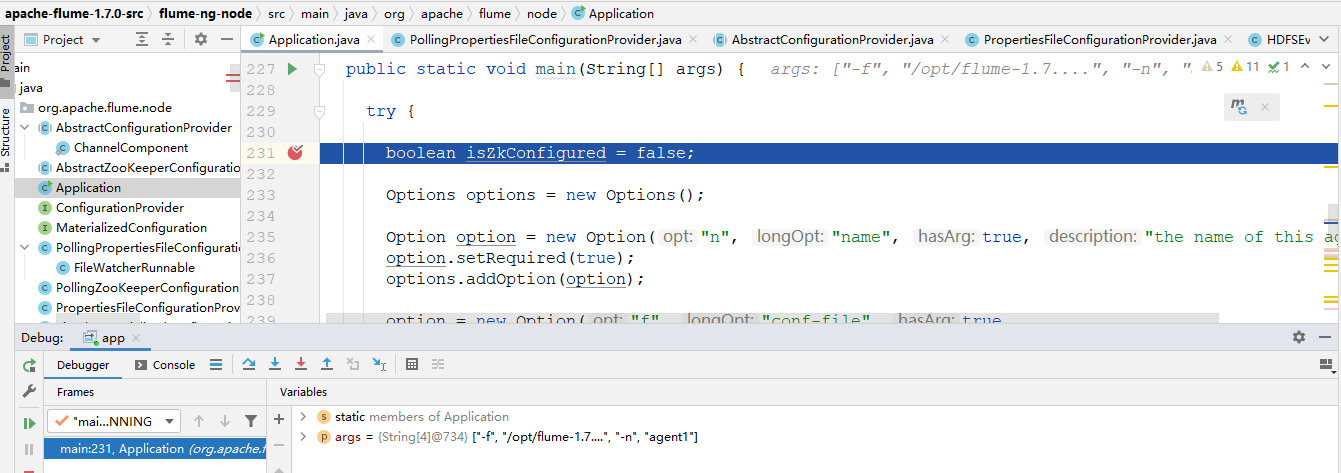 apache-flume-1.7.0-src flume-ng-node src main java org apache flume node Application
Project
Application.java PollingPropertiesFileConfigurationProvider.java AbstractConfigurationProvider.java PropertiesFileConfigurationProvider.java HDFSEv
Project
Structure
ain
java
org.apache.flume.node
AbstractConfigurationProvider
ChannelComponent
AbstractZooKeeperConfiguration
Application
ConfigurationProvider
MaterializedConfiguration
PollingPropertiesFileConfigurati
FileWatcherRunnable
PollingZooKeeperConfiguration
PropertiesFileConfigurationProv
227 public static void main(String[] args) { args: ["-f", "/opt/flume-1.7....", "-n",
5 11 1
228
229 try {
230
231 boolean isZkConfigured = false;
232
233 Options options = new Options();
234
235 Option option = new Option( opt: "n", longOpt: "name", hasArg: true, description: "the name of this ag
236 option.setRequired(true);
237 options.addOption(option);
238
239 option = new Option( opt: "f", longOpt: "conf-file", hasArg: true,
Debug: app
Debugger Console
Frames
Variables
"mai...NNING
main:231, Application (org.apache.f
static members of Application
args = {String[4]@734} ["-f", "/opt/flume-1.7....", "-n", "agent1"]